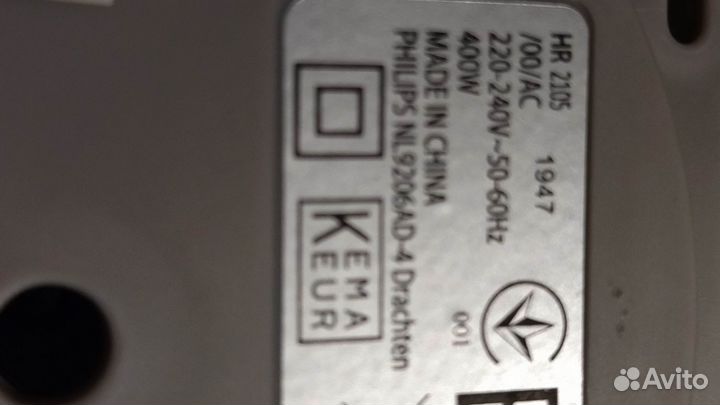 HR 2105
/00/AC 1947
220-240V~50-60Hz
400W
MADE IN CHINA 001
PHILIPS NL9206AD-4 Drachten
KEMA
KEUR
Avito